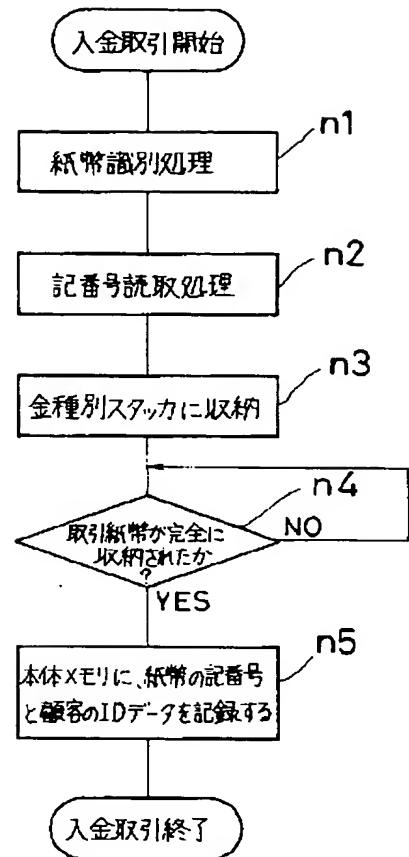 入金取引開始
n1
紙幣識別処理
n2
記番号読取処理
n3
金種別スタッカに収納
n4
取引紙幣が完全に
収納されたか
?
NO
YES
n5
本体メモリに、紙幣の記番号
と顧客のIDデータを記録する
入金取引終了